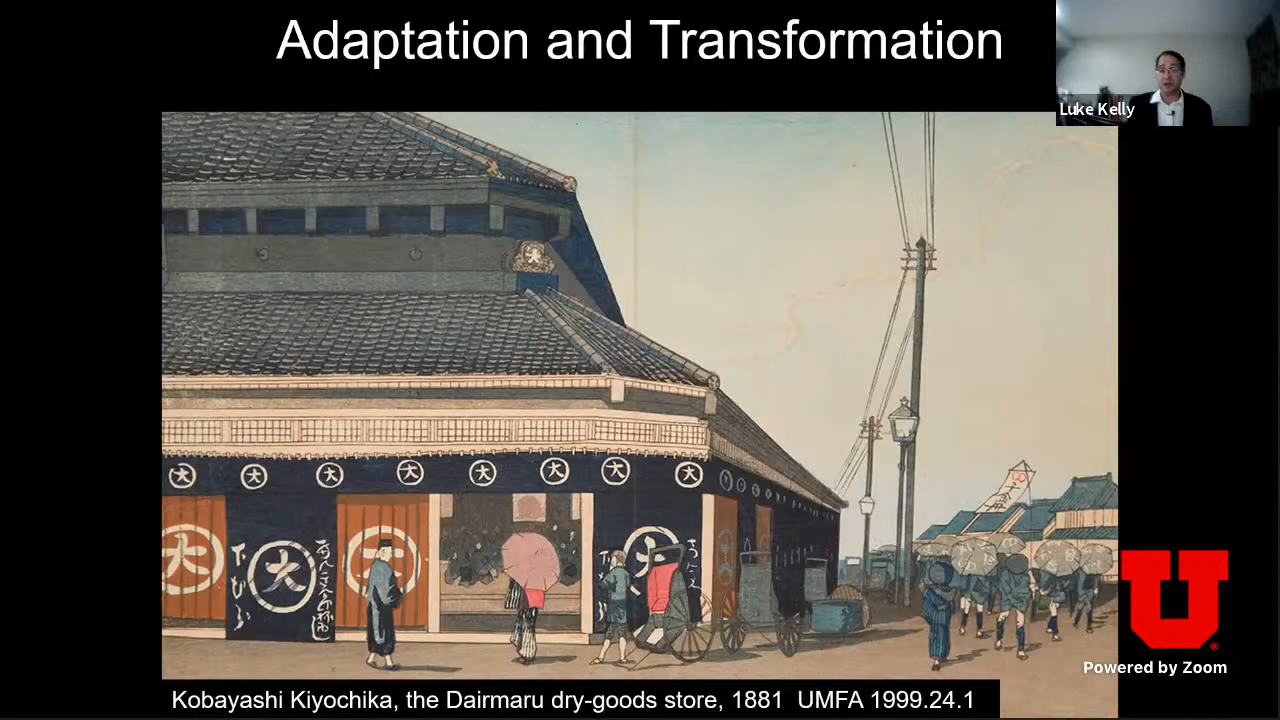 Adaptation and Transformation
Luke Kelly
大 大 大 大 大 大 大 大
大 大 大
U
Powered by Zoom
Kobayashi Kiyochika, the Dairmaru dry-goods store, 1881 UMFA 1999.24.1